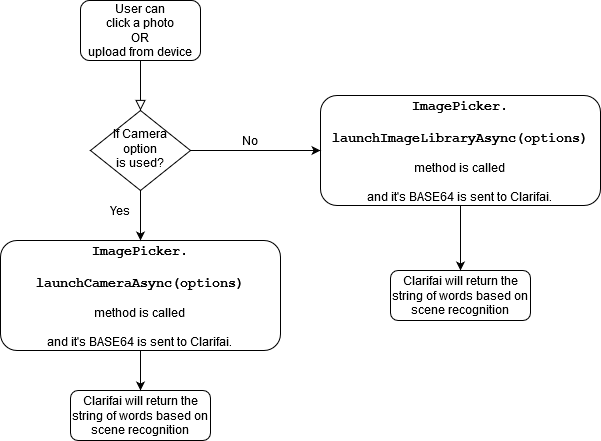 User can
click a photo
OR
upload from device
If Camera
option
is used?
No
ImagePicker.
launchImageLibraryAsync(options)
method is called
and it's BASE64 is sent to Clarifai.
Yes
ImagePicker.
launchCameraAsync(options)
method is called
and it's BASE64 is sent to Clarifai.
Clarifai will return the
string of words based on
scene recognition
Clarifai will return the
string of words based on
scene recognition